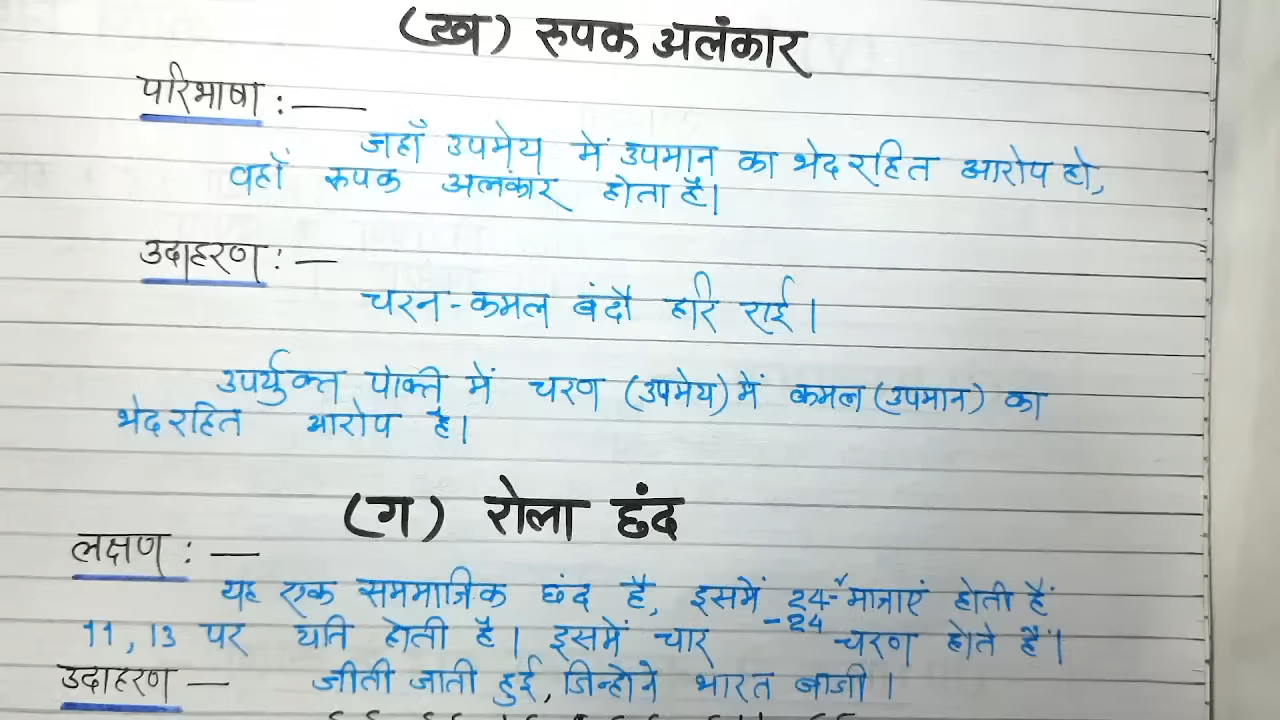 (ख) रुपक अलंकार
परिभाषा :—
जहाँ उपमेय में उपमान का भेदरहित आरोप हो,
वहाँ रुपक अलंकार होता है।
उदाहरण :—
चरन-कमल बंदौ हरि राई।
उपर्युक्त पंक्ति में चरण (उपमेय) में कमल (उपमान) का
भेदरहित आरोप है।
(ग) रोला छंद
लक्षण :—
यह एक सममात्रिक छंद है, इसमें 24-24 मात्राएं होती हैं
11, 13 पर यति होती है। इसमें चार चरण होते हैं।
उदाहरण — जीती जाती हुई, जिन्होने भारत बाजी।